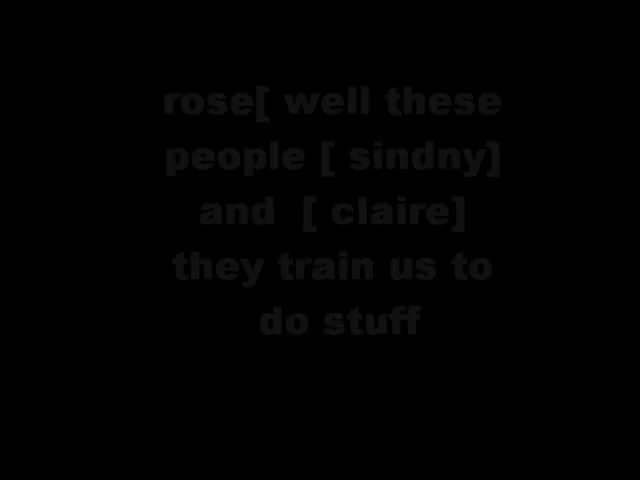 rose[ well these
people [ sindny]
and [ claire]
they train us to
do stuff